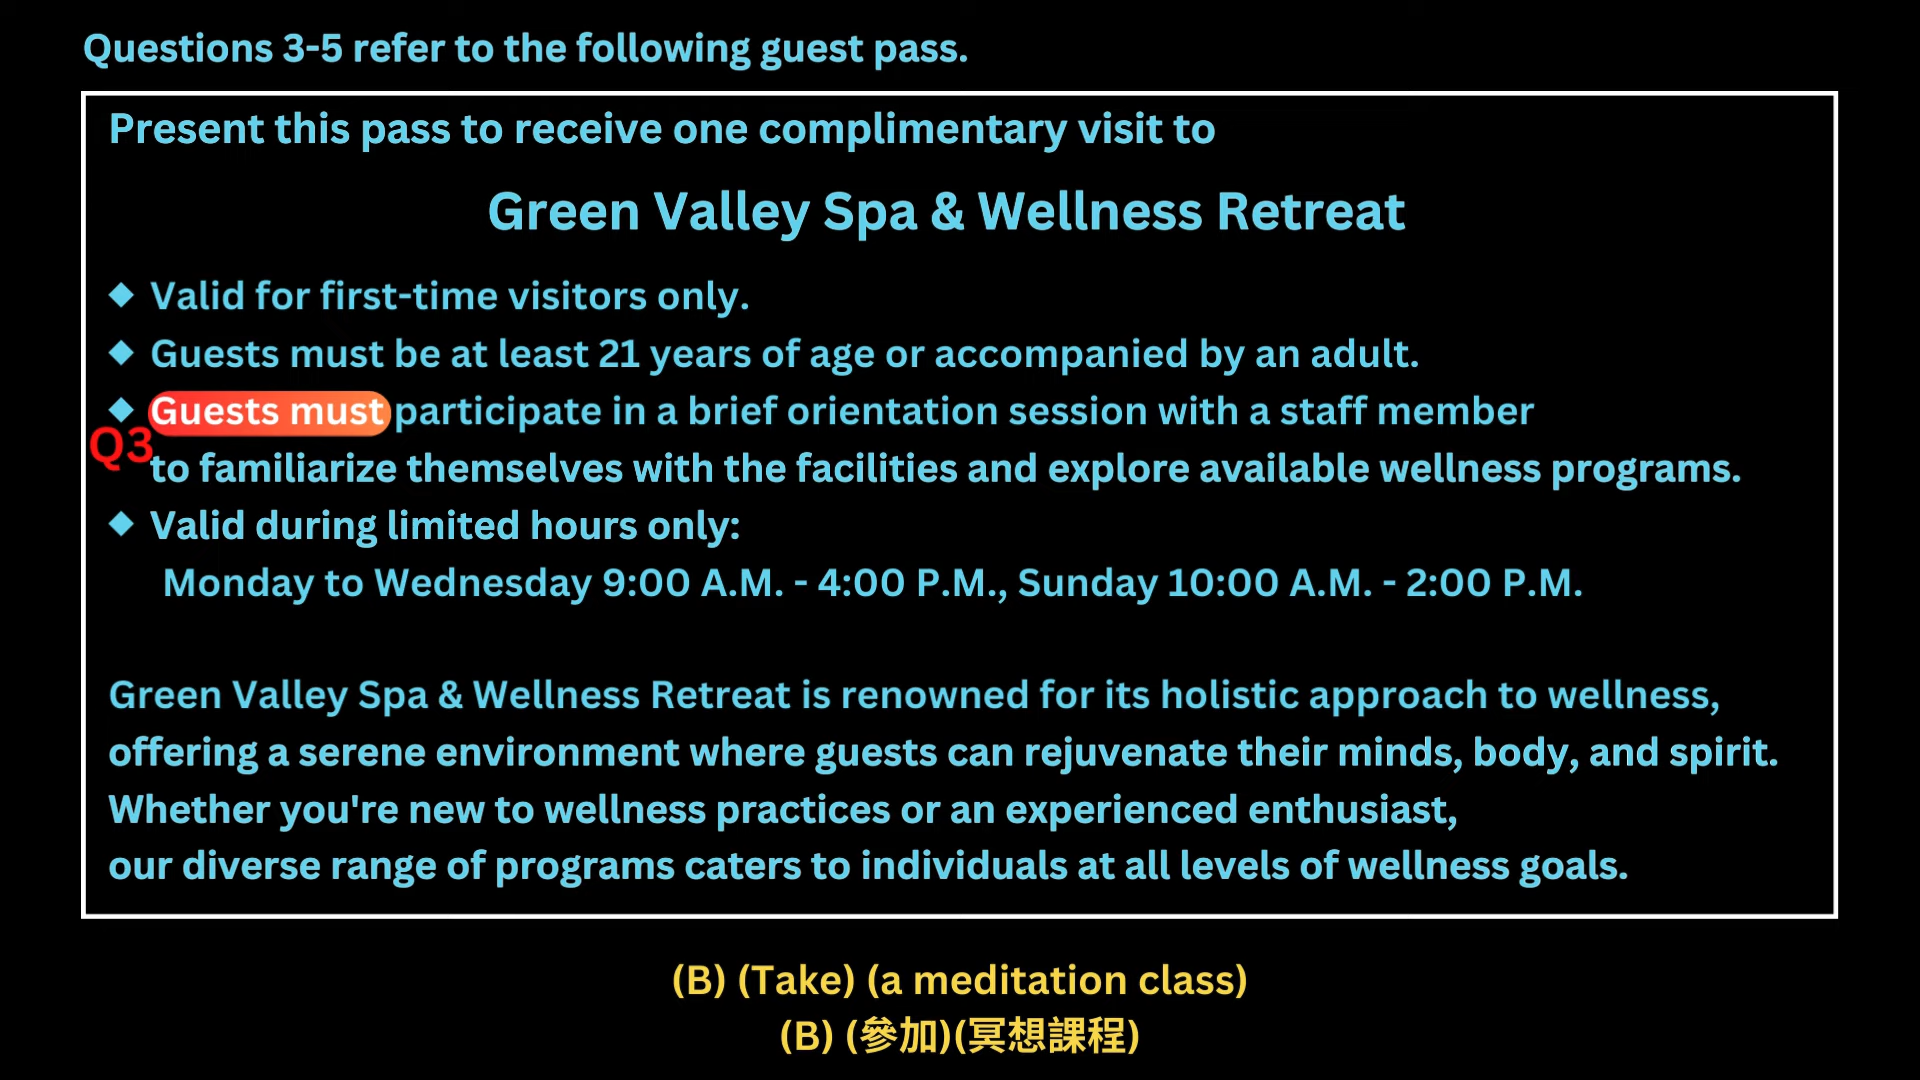 Questions 3-5 refer to the following guest pass.
Present this pass to receive one complimentary visit to
Green Valley Spa & Wellness Retreat
◆ Valid for first-time visitors only.
◆ Guests must be at least 21 years of age or accompanied by an adult.
◆ Guests must participate in a brief orientation session with a staff member
Q3
to familiarize themselves with the facilities and explore available wellness programs.
◆ Valid during limited hours only:
Monday to Wednesday 9:00 A.M. - 4:00 P.M., Sunday 10:00 A.M. - 2:00 P.M.
Green Valley Spa & Wellness Retreat is renowned for its holistic approach to wellness,
offering a serene environment where guests can rejuvenate their minds, body, and spirit.
Whether you're new to wellness practices or an experienced enthusiast,
our diverse range of programs caters to individuals at all levels of wellness goals.
(B) (Take) (a meditation class)
(B) (參加)(冥想課程)